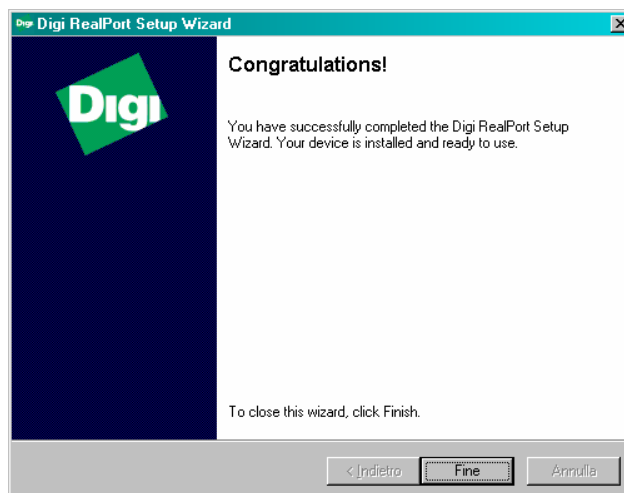 Digi Digi RealPort Setup Wizard
Digi
Congratulations!
You have successfully completed the Digi RealPort Setup
Wizard. Your device is installed and ready to use.
To close this wizard, click Finish.
< Indietro
Fine
Annulla